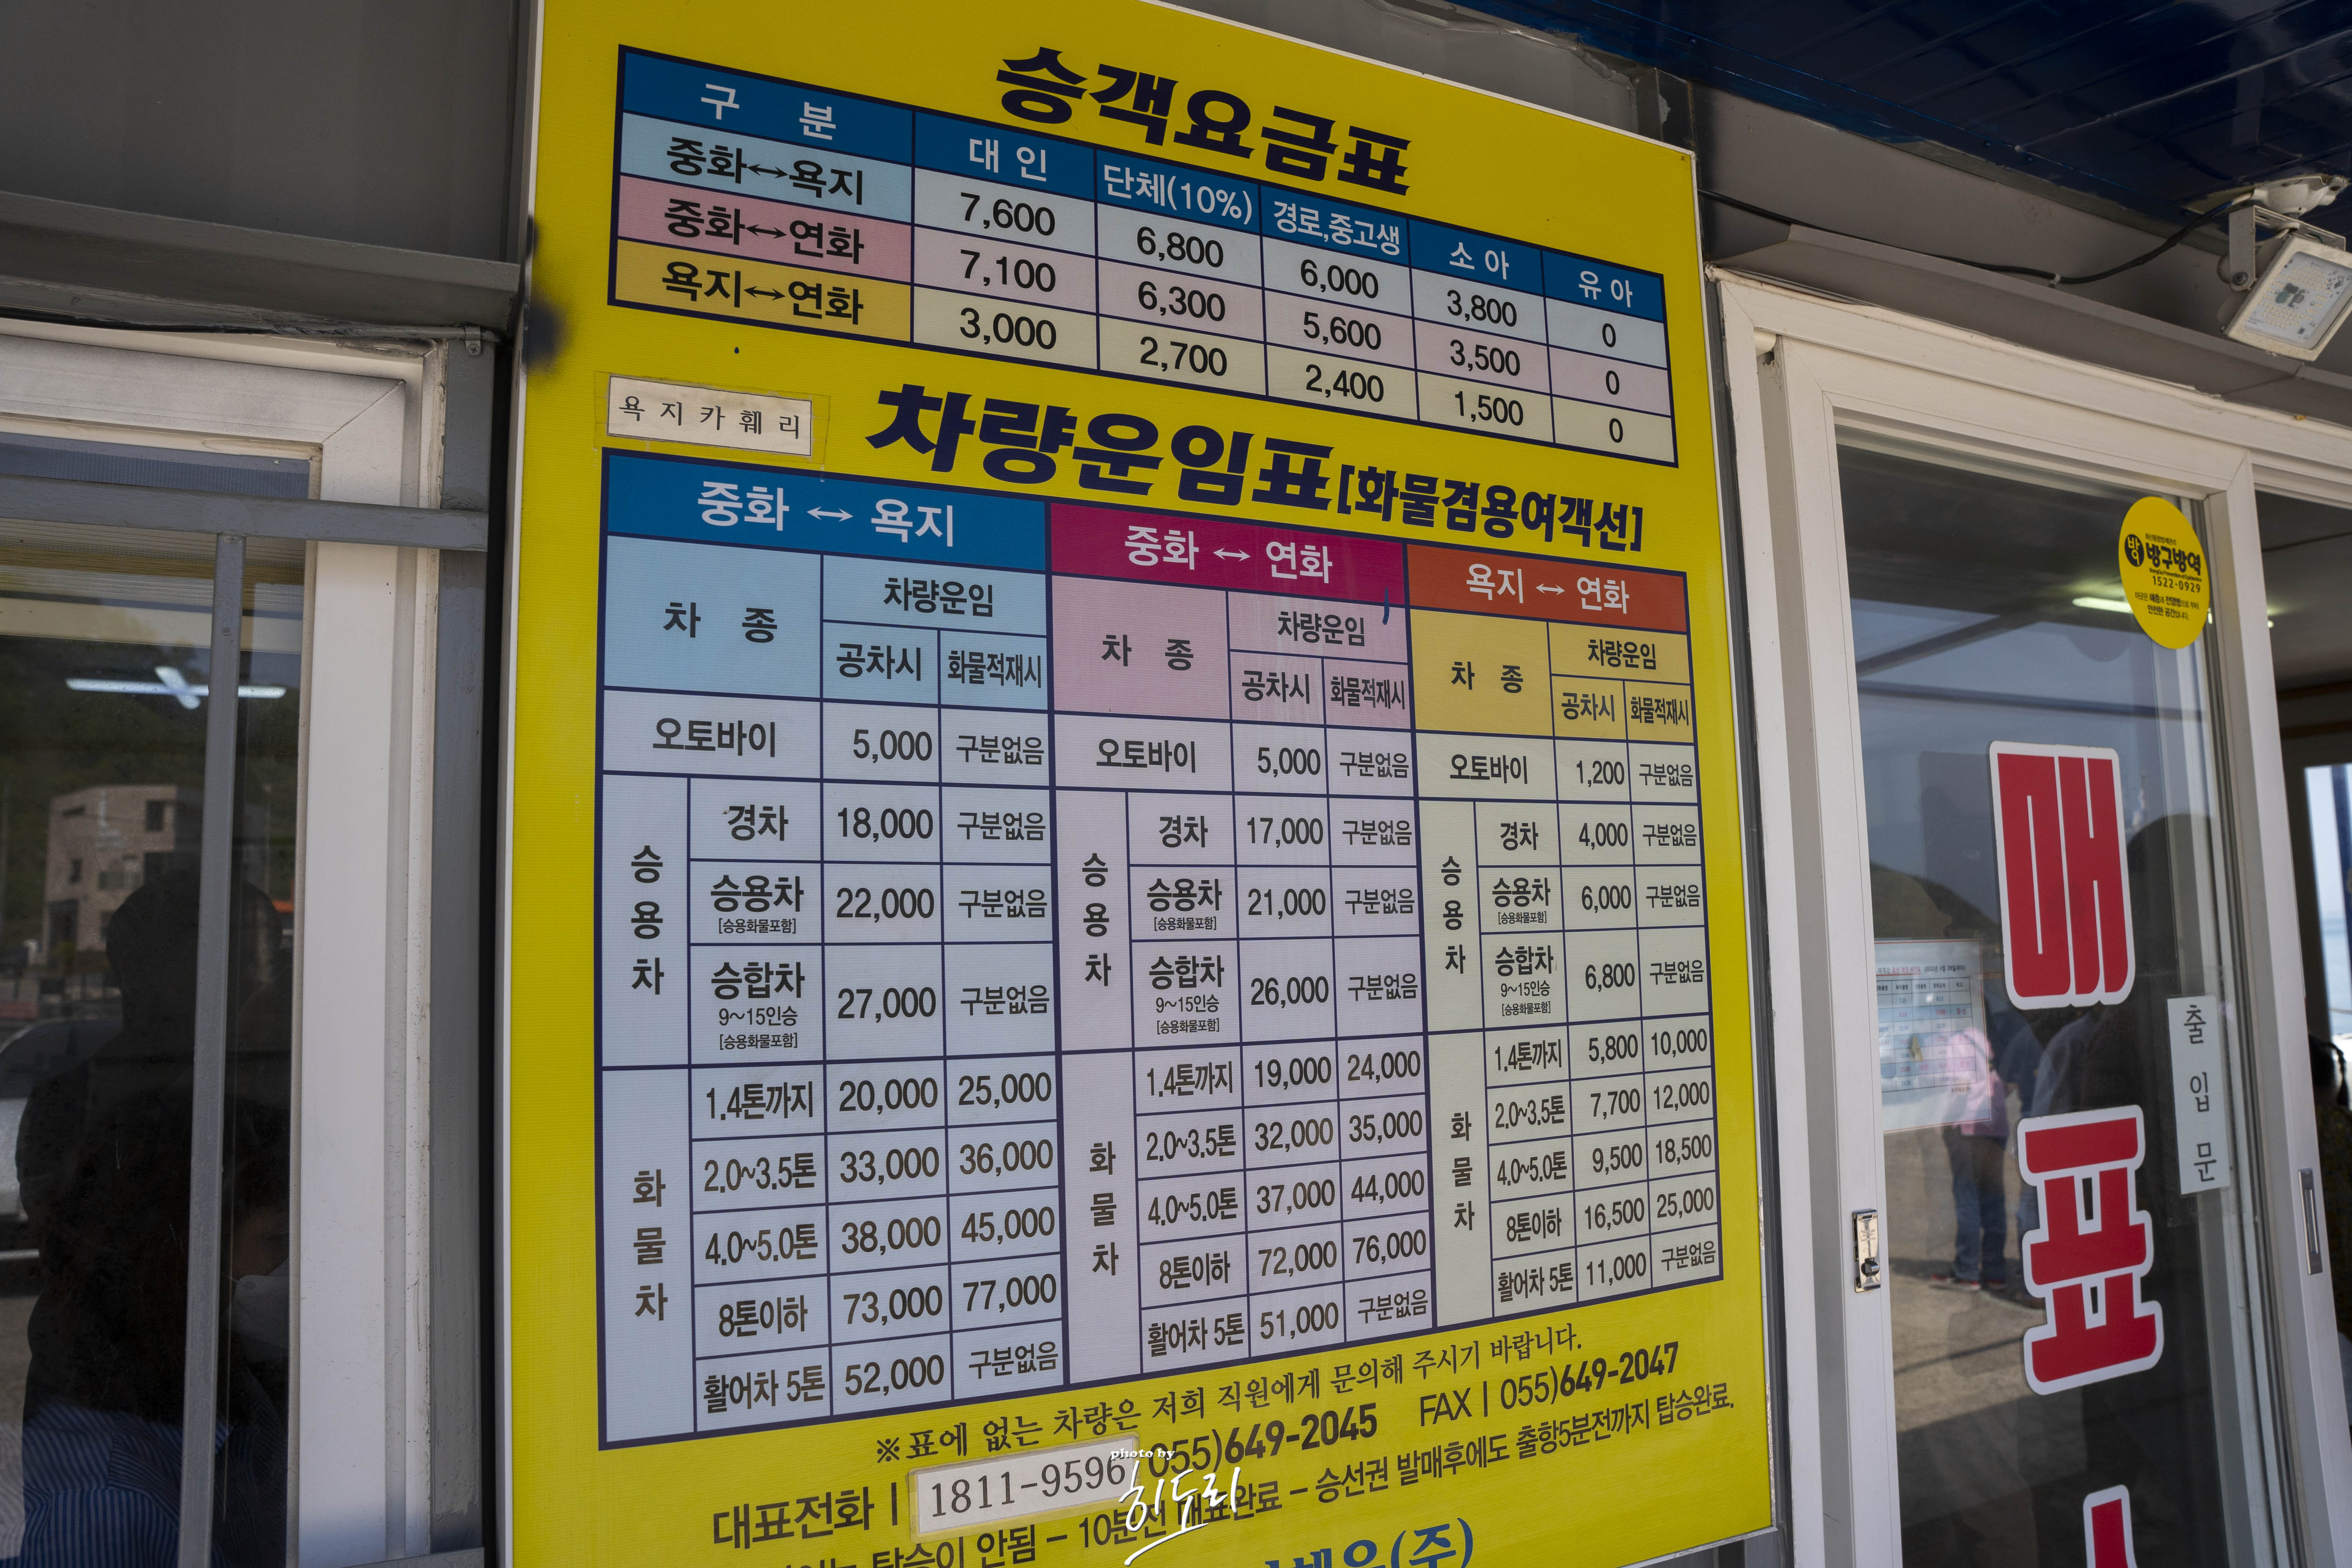 승객요금표
구 분 대 인 단체(10%) 경로,중고생 소 아 유 아
중화↔욕지 7,600 6,800 6,000 3,800 0
중화↔연화 7,100 6,300 5,600 3,500 0
욕지↔연화 3,000 2,700 2,400 1,500 0
욕지카훼리
차량운임표[화물겸용여객선]
중화 ↔ 욕지
차 종 차량운임
공차시 화물적재시
오토바이 5,000 구분없음
승용차
경차 18,000 구분없음
승용차 22,000 구분없음
[승용화물포함]
승합차 27,000 구분없음
9~15인승
[승용화물포함]
화물차
1.4톤까지 20,000 25,000
2.0~3.5톤 33,000 36,000
4.0~5.0톤 38,000 45,000
8톤이하 73,000 77,000
활어차 5톤 52,000 구분없음
중화 ↔ 연화
차 종 차량운임
공차시 화물적재시
오토바이 5,000 구분없음
승용차
경차 17,000 구분없음
승용차 21,000 구분없음
[승용화물포함]
승합차 26,000 구분없음
9~15인승
[승용화물포함]
화물차
1.4톤까지 19,000 24,000
2.0~3.5톤 32,000 35,000
4.0~5.0톤 37,000 44,000
8톤이하 72,000 76,000
활어차 5톤 51,000 구분없음
욕지 ↔ 연화
차 종 차량운임
공차시 화물적재시
오토바이 1,200 구분없음
승용차
경차 4,000 구분없음
승용차 6,000 구분없음
[승용화물포함]
승합차 6,800 구분없음
9~15인승
[승용화물포함]
화물차
1.4톤까지 5,800 10,000
2.0~3.5톤 7,700 12,000
4.0~5.0톤 9,500 18,500
8톤이하 16,500 25,000
활어차 5톤 11,000 구분없음
※표에 없는 차량은 저희 직원에게 문의해 주시기 바랍니다.
대표전화 | 1811-9596 055)649-2045 FAX | 055)649-2047
탑승이 안됨 - 10분전 매표완료 - 승선권 발매후에도 출항5분전까지 탑승완료.
(주)
photo by
히도리
방
방구방역
1522-0929
매
표
출입문